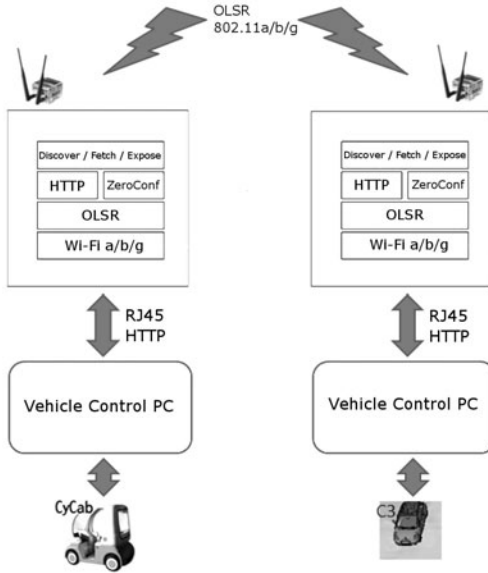 OLSR
802.11a/b/g
Discover / Fetch / Expose
HTTP
ZeroConf
OLSR
Wi-Fi a/b/g
RJ45
HTTP
Vehicle Control PC
CyCab
Discover / Fetch / Expose
HTTP
ZeroConf
OLSR
Wi-Fi a/b/g
RJ45
HTTP
Vehicle Control PC
C3